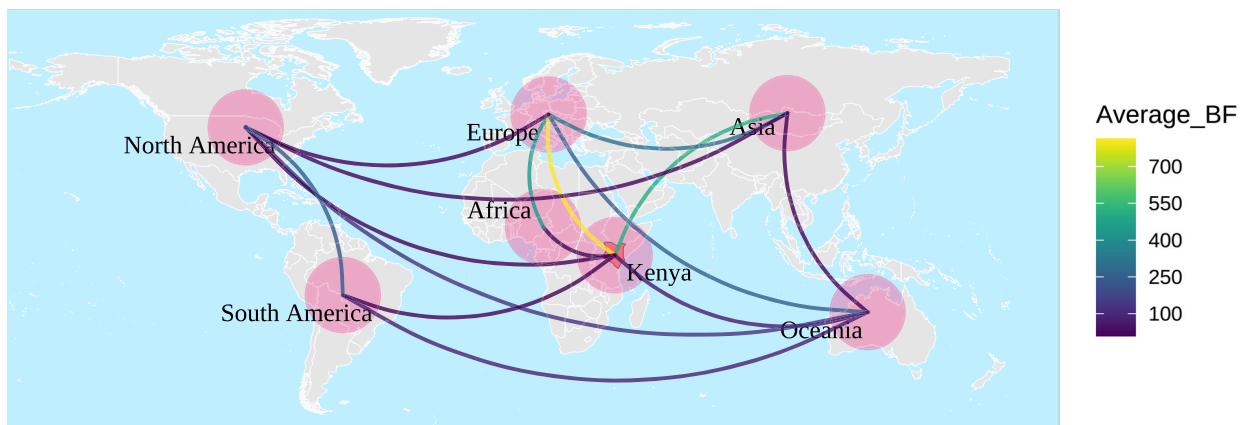 Average_BF
Europe
Asia
North America
700
550
Africa
400
Kenya
250
South America
100
Oceania